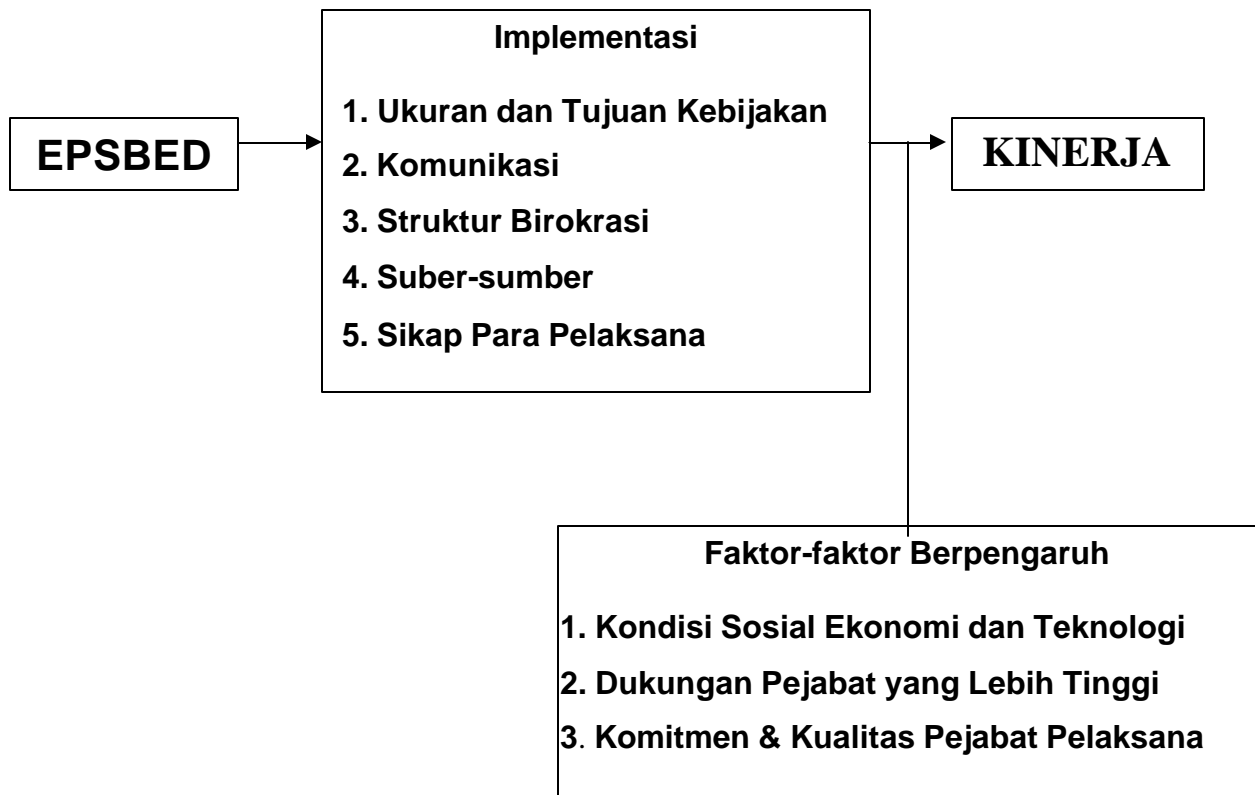 EPSBED
Implementasi
1. Ukuran dan Tujuan Kebijakan
2. Komunikasi
3. Struktur Birokrasi
4. Suber-sumber
5. Sikap Para Pelaksana
KINERJA
Faktor-faktor Berpengaruh
1. Kondisi Sosial Ekonomi dan Teknologi
2. Dukungan Pejabat yang Lebih Tinggi
3. Komitmen & Kualitas Pejabat Pelaksana